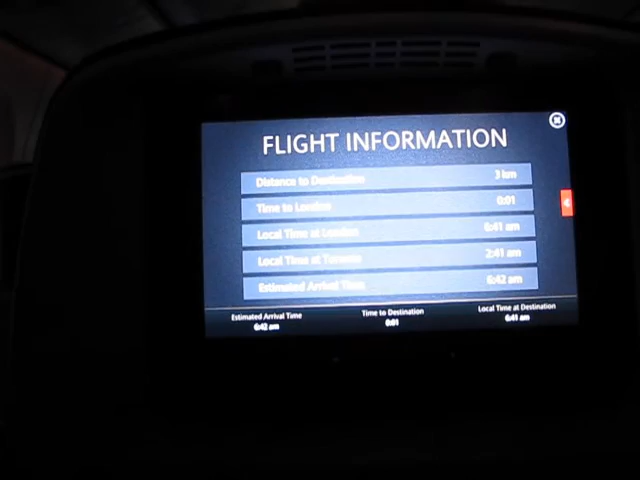 FLIGHT INFORMATION
Distance to Destination 3 km
Time to London 0:01
Local Time at London 6:41 am
Local Time at Toronto 2:41 am
Estimated Arrival Time 6:42 am
Estimated Arrival Time Time to Destination Local Time at Destination
6:42 am 0:01 6:41 am